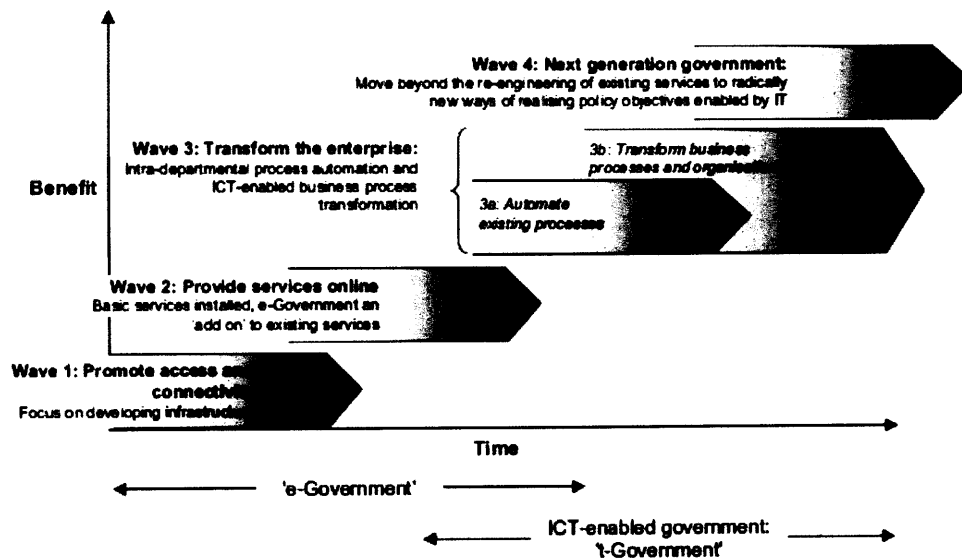 Wave 4: Next generation government:
Move beyond the re-engineering of existing services to radically
new ways of realising policy objectives enabled by IT
Wave 3: Transform the enterprise:
Intra-departmental process automation and
ICT-enabled business process
transformation
3b: Transform business
processes and
3a: Automate
existing processes
Benefit
Wave 2: Provide services online
Basic services installed, e-Government an
'add on' to existing services
Wave 1: Promote access
Focus on developing
Time
'e-Government'
ICT-enabled government:
't-Government'